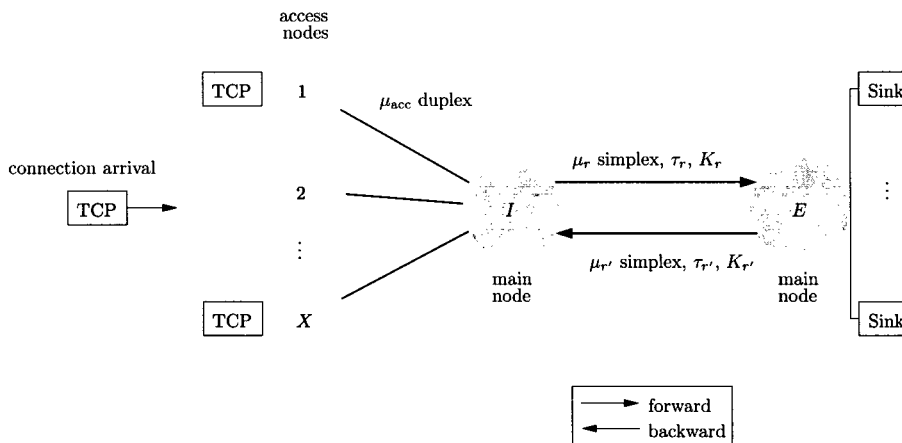 access
nodes
TCP 1 Sink
μ_acc duplex
connection arrival
μ_r simplex, τ_r, K_r
TCP 2 I E ⋮
⋮
μ_r' simplex, τ_r', K_r'
main
node
main
node
TCP X Sink
forward
backward